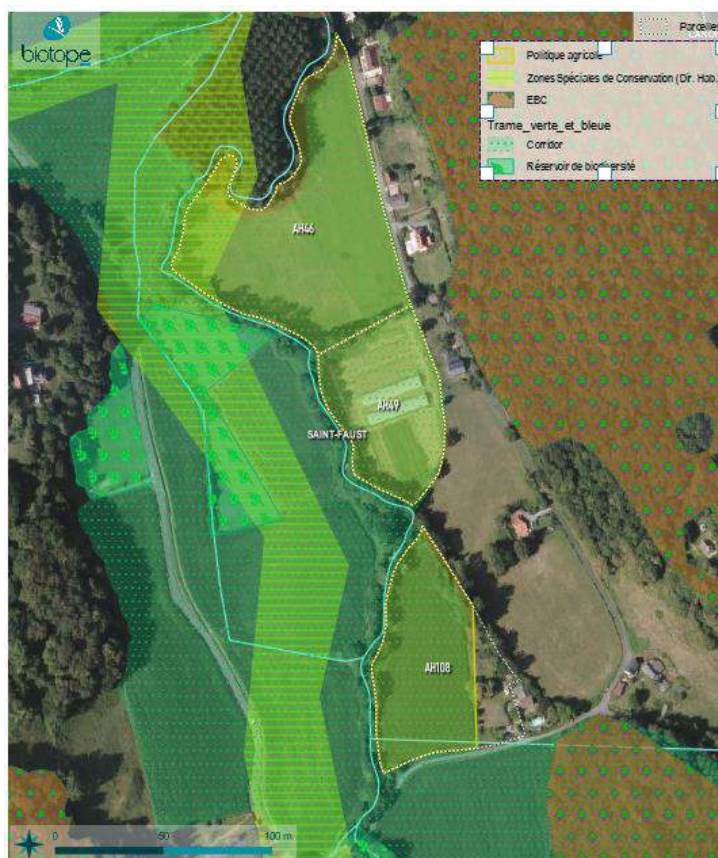 biotope
Parcelles
Politique agricole
Zones Spéciales de Conservation (Dir. Hab.
EBC
Trame_verte_et_bleue
Corridor
Réservoir de biodiversité
AH46
AH49
SAINT-FAUST
AH108
0 50 100 m